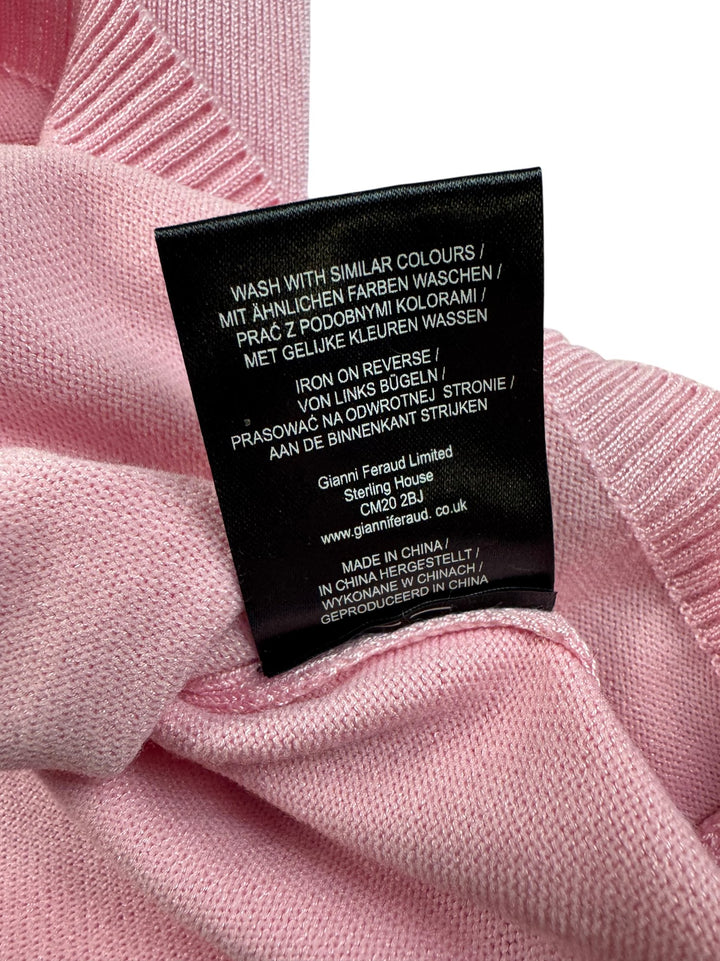 WASH WITH SIMILAR COLOURS /
MIT ÄHNLICHEN FARBEN WASCHEN /
PRAĆ Z PODOBNYMI KOLORAMI /
MET GELIJKE KLEUREN WASSEN
IRON ON REVERSE /
VON LINKS BÜGELN /
PRASOWAĆ NA ODWROTNEJ STRONIE /
AAN DE BINNENKANT STRIJKEN
Gianni Feraud Limited
Sterling House
CM20 2BJ
www.gianniferaud. co.uk
MADE IN CHINA /
IN CHINA HERGESTELLT /
WYKONANE W CHINACH /
GEPRODUCEERD IN CHINA